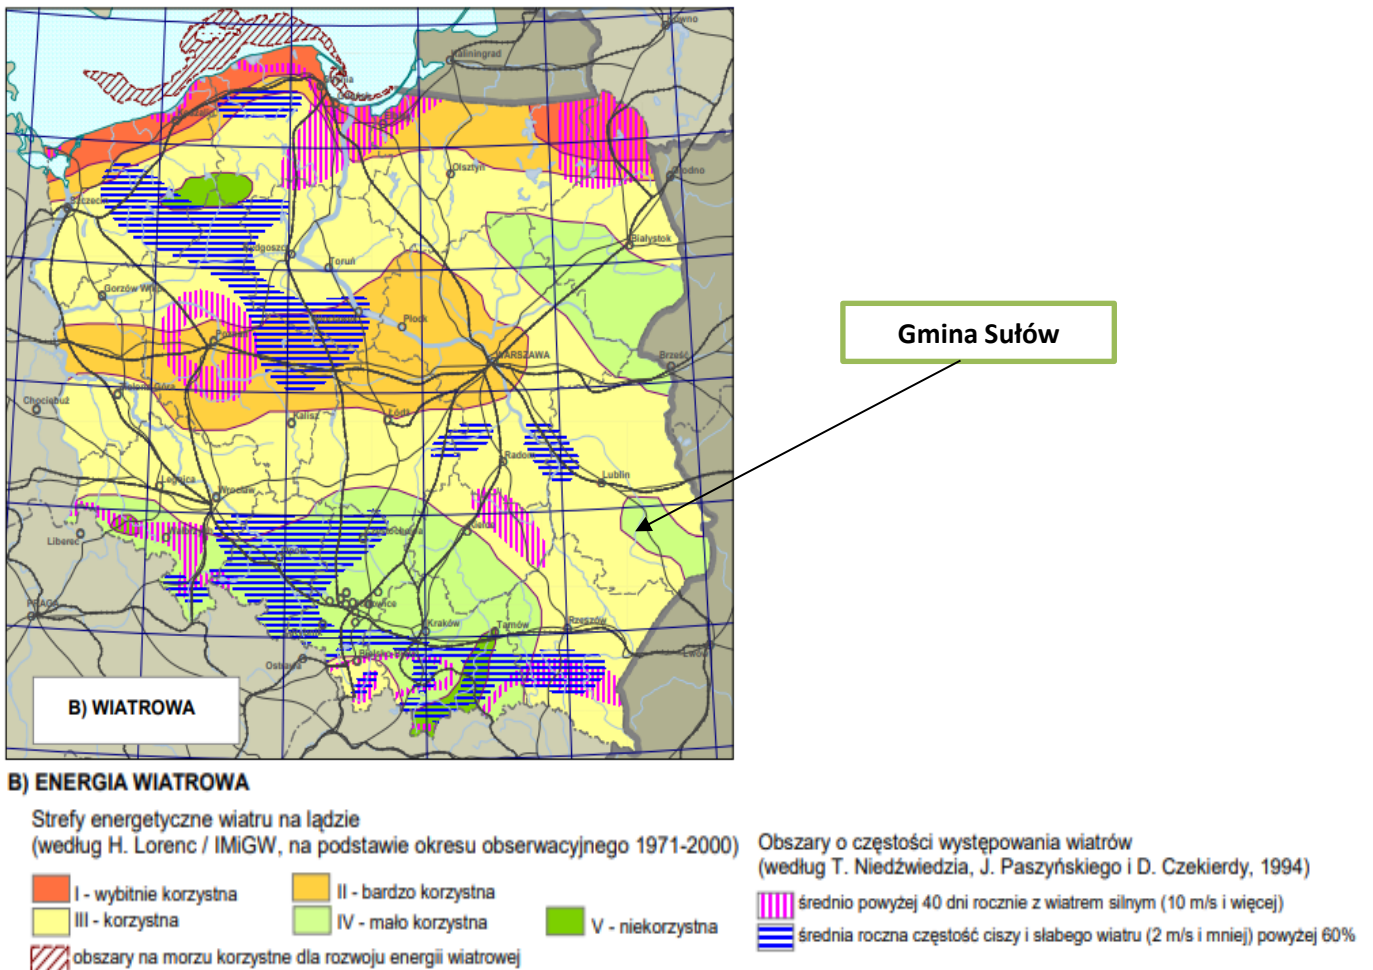 Kowno
Kaliningrad
Gdynia
Olsztyn
Grodno
Szczecin
Białystok
Bydgoszcz
Toruń
Gorzów Wlkp.
Płock
Poznań
WARSZAWA
Brześć
Zielona Góra
Chociebuż
Kalisz
Łódź
Radom
Lublin
Legnica
Wrocław
Kielce
Liberec
Opole
Częstochowa
PRAGA
Katowice
Kraków
Tarnów
Rzeszów
Lwów
Ostrawa
B) WIATROWA
Gmina Sułów
B) ENERGIA WIATROWA
Strefy energetyczne wiatru na lądzie
(według H. Lorenc / IMiGW, na podstawie okresu obserwacyjnego 1971-2000)
I - wybitnie korzystna
II - bardzo korzystna
III - korzystna
IV - mało korzystna
V - niekorzystna
obszary na morzu korzystne dla rozwoju energii wiatrowej
Obszary o częstości występowania wiatrów
(według T. Niedźwiedzia, J. Paszyńskiego i D. Czekierdy, 1994)
średnio powyżej 40 dni rocznie z wiatrem silnym (10 m/s i więcej)
średnia roczna częstość ciszy i słabego wiatru (2 m/s i mniej) powyżej 60%